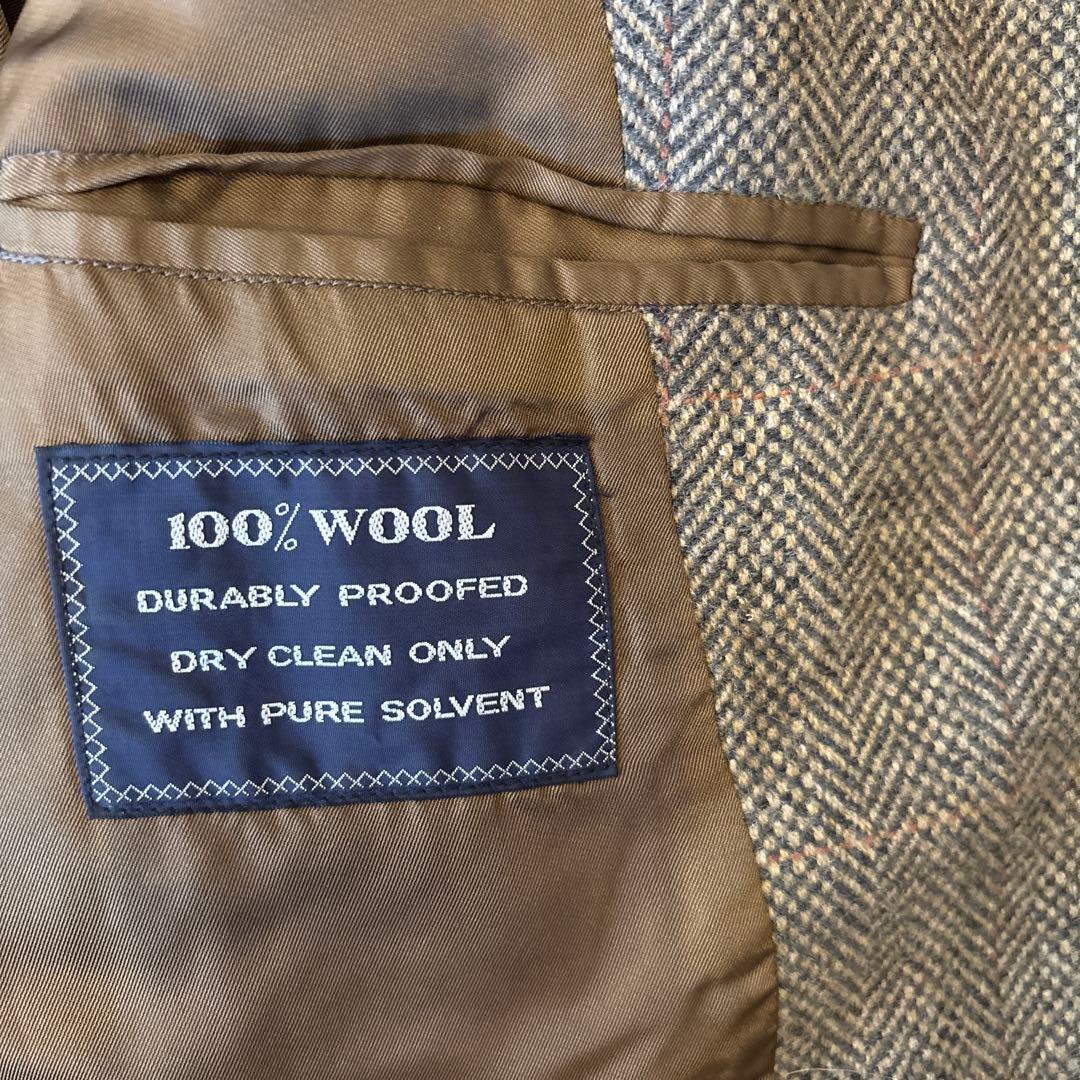 100% WOOL
DURABLY PROOFED
DRY CLEAN ONLY
WITH PURE SOLVENT